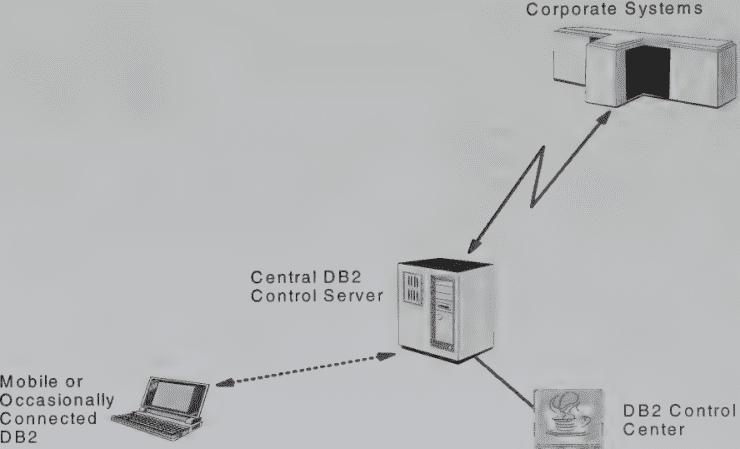 Corporate Systems
Central DB2
Control Server
Mobile or
Occasionally
Connected
DB2
DB2 Control
Center